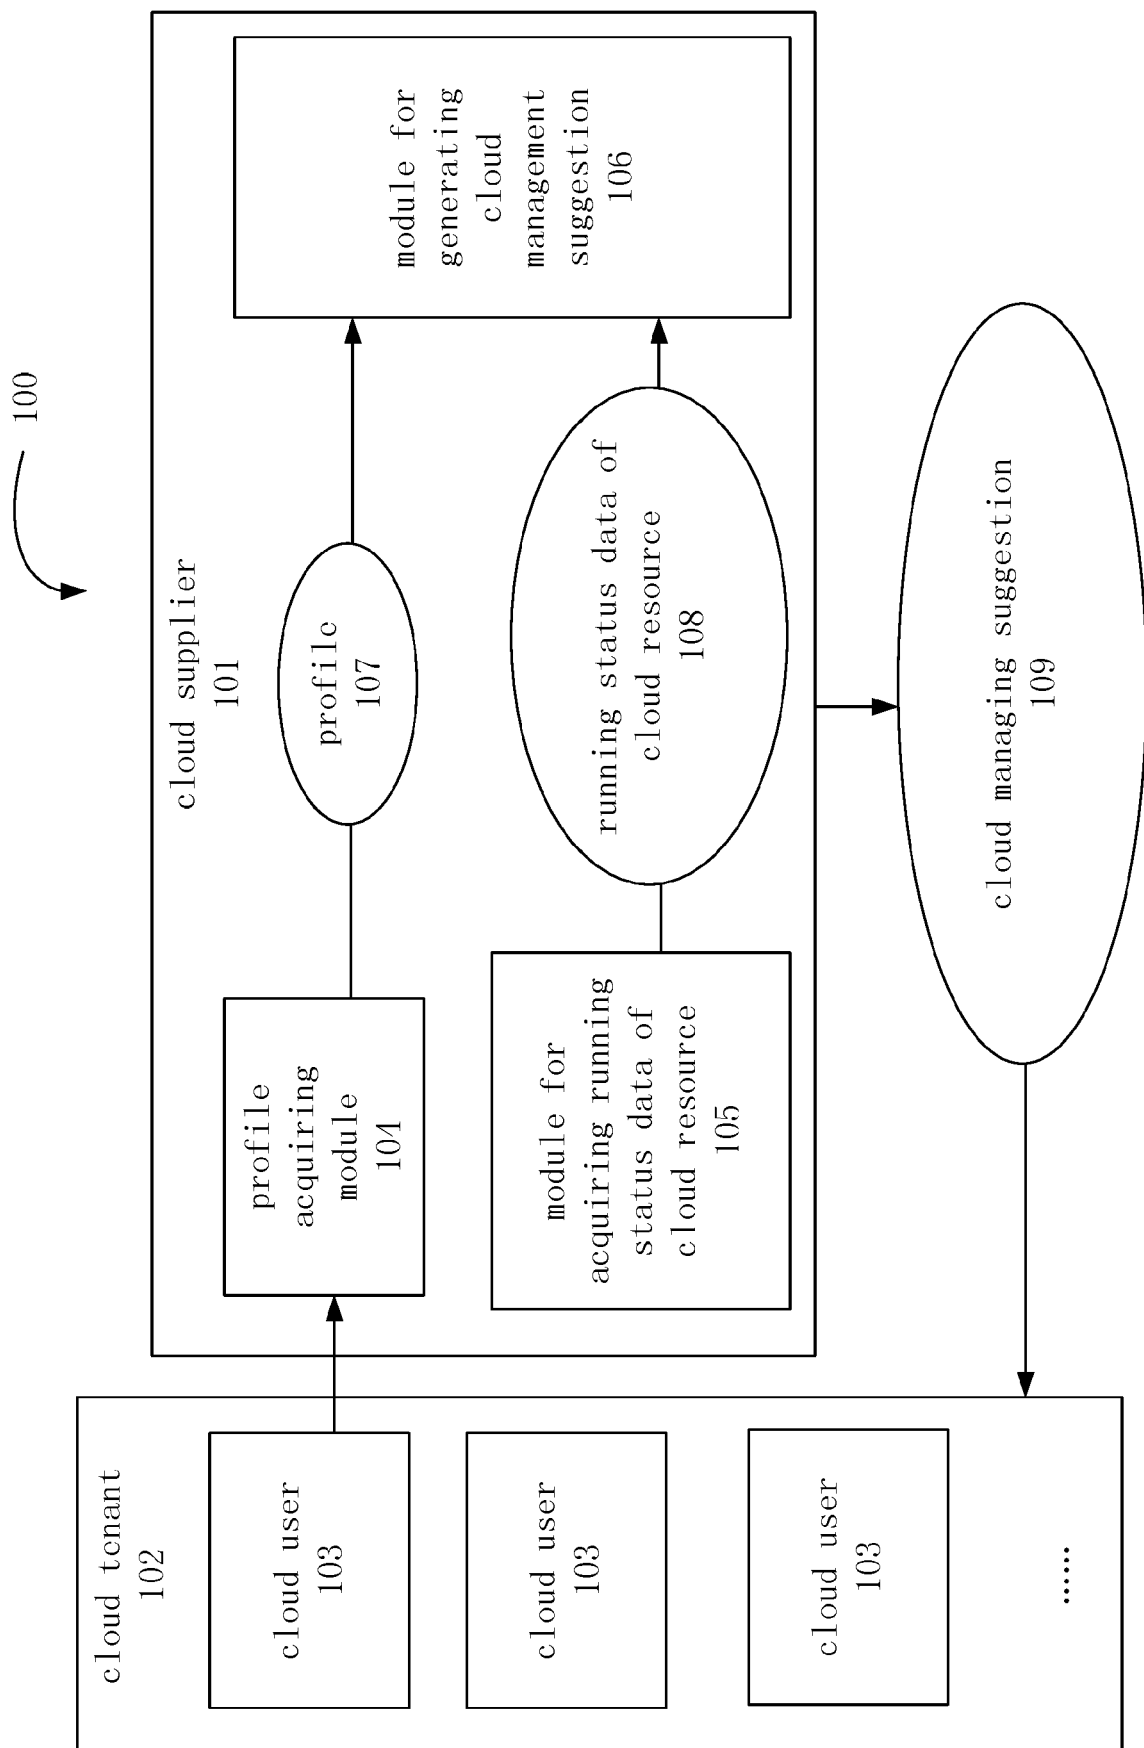 100
cloud tenant
102
cloud user
103
cloud user
103
cloud user
103
......
cloud supplier
101
profile
acquiring
module
104
profile
107
module for
generating
cloud
management
suggestion
106
module for
acquiring running
status data of
cloud resource
105
running status data of
cloud resource
108
cloud managing suggestion
109